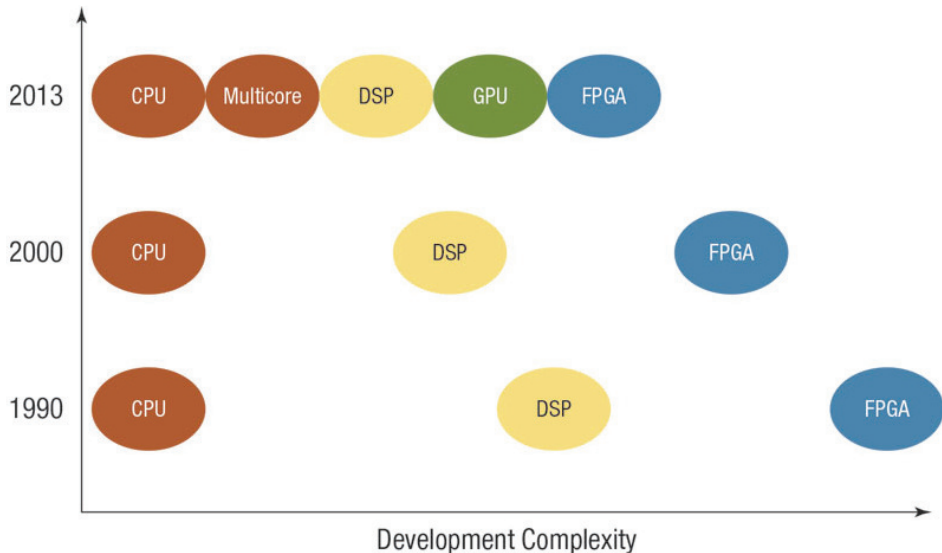 2013
CPU
Multicore
DSP
GPU
FPGA
2000
CPU
DSP
FPGA
1990
CPU
DSP
FPGA
Development Complexity